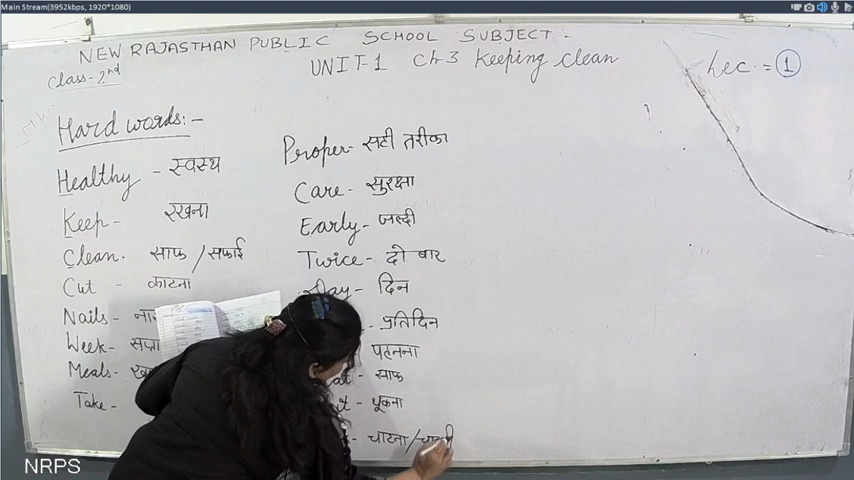 Main Stream(3952kbps, 1920*1080)
NEW RAJASTHAN PUBLIC SCHOOL SUBJECT -
Class-2nd
UNIT-1 Ch-3 Keeping clean
Lec. = 1
Hard words:-
Healthy - स्वस्थ
Keep- रखना
Clean. साफ /सफाई
Cut - काटना
Nails-
Week-
Meals-
Take-
Proper- सही तरीका
Care- सुरक्षा
Early- जल्दी
Twice- दो बार
दिन
प्रतिदिन
पहनना
साफ
थूकना
- चाटना/
NRPS